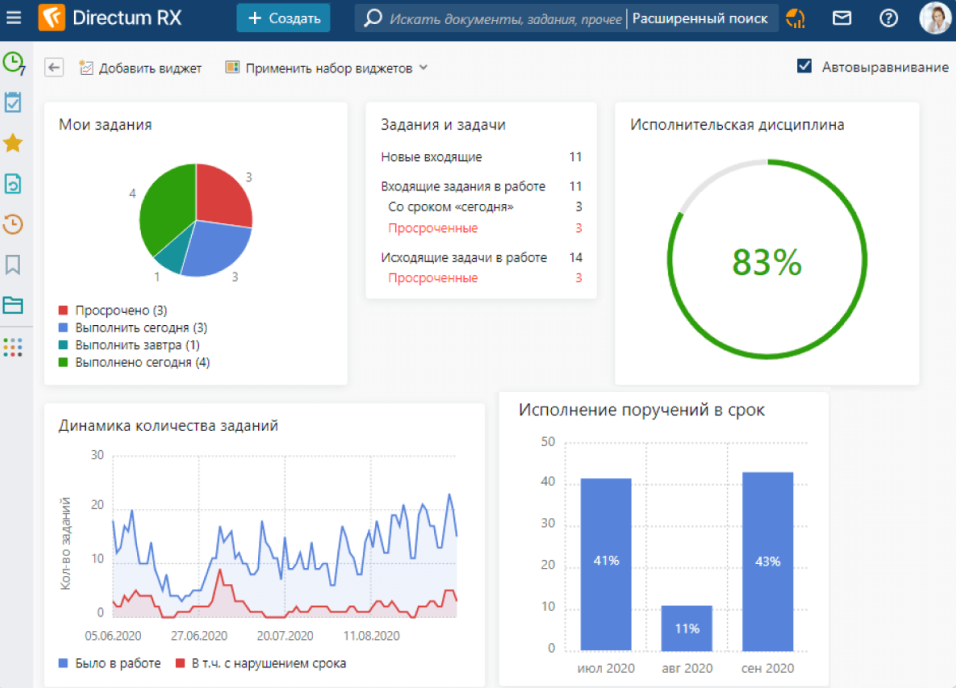 Directum RX
+ Создать
Искать документы, задания, прочее
Расширенный поиск
7
Добавить виджет
Применить набор виджетов
Автовыравнивание
Мои задания
4
3
1
3
Просрочено (3)
Выполнить сегодня (3)
Выполнить завтра (1)
Выполнено сегодня (4)
Задания и задачи
Новые входящие 11
Входящие задания в работе 11
Со сроком «сегодня» 3
Просроченные 3
Исходящие задачи в работе 14
Просроченные 3
Исполнительская дисциплина
83%
Динамика количества заданий
Кол-во заданий
30
20
10
0
05.06.2020 27.06.2020 20.07.2020 11.08.2020
Было в работе В т.ч. с нарушением срока
Исполнение поручений в срок
50
40
30
20
10
0
41%
11%
43%
июл 2020 авг 2020 сен 2020